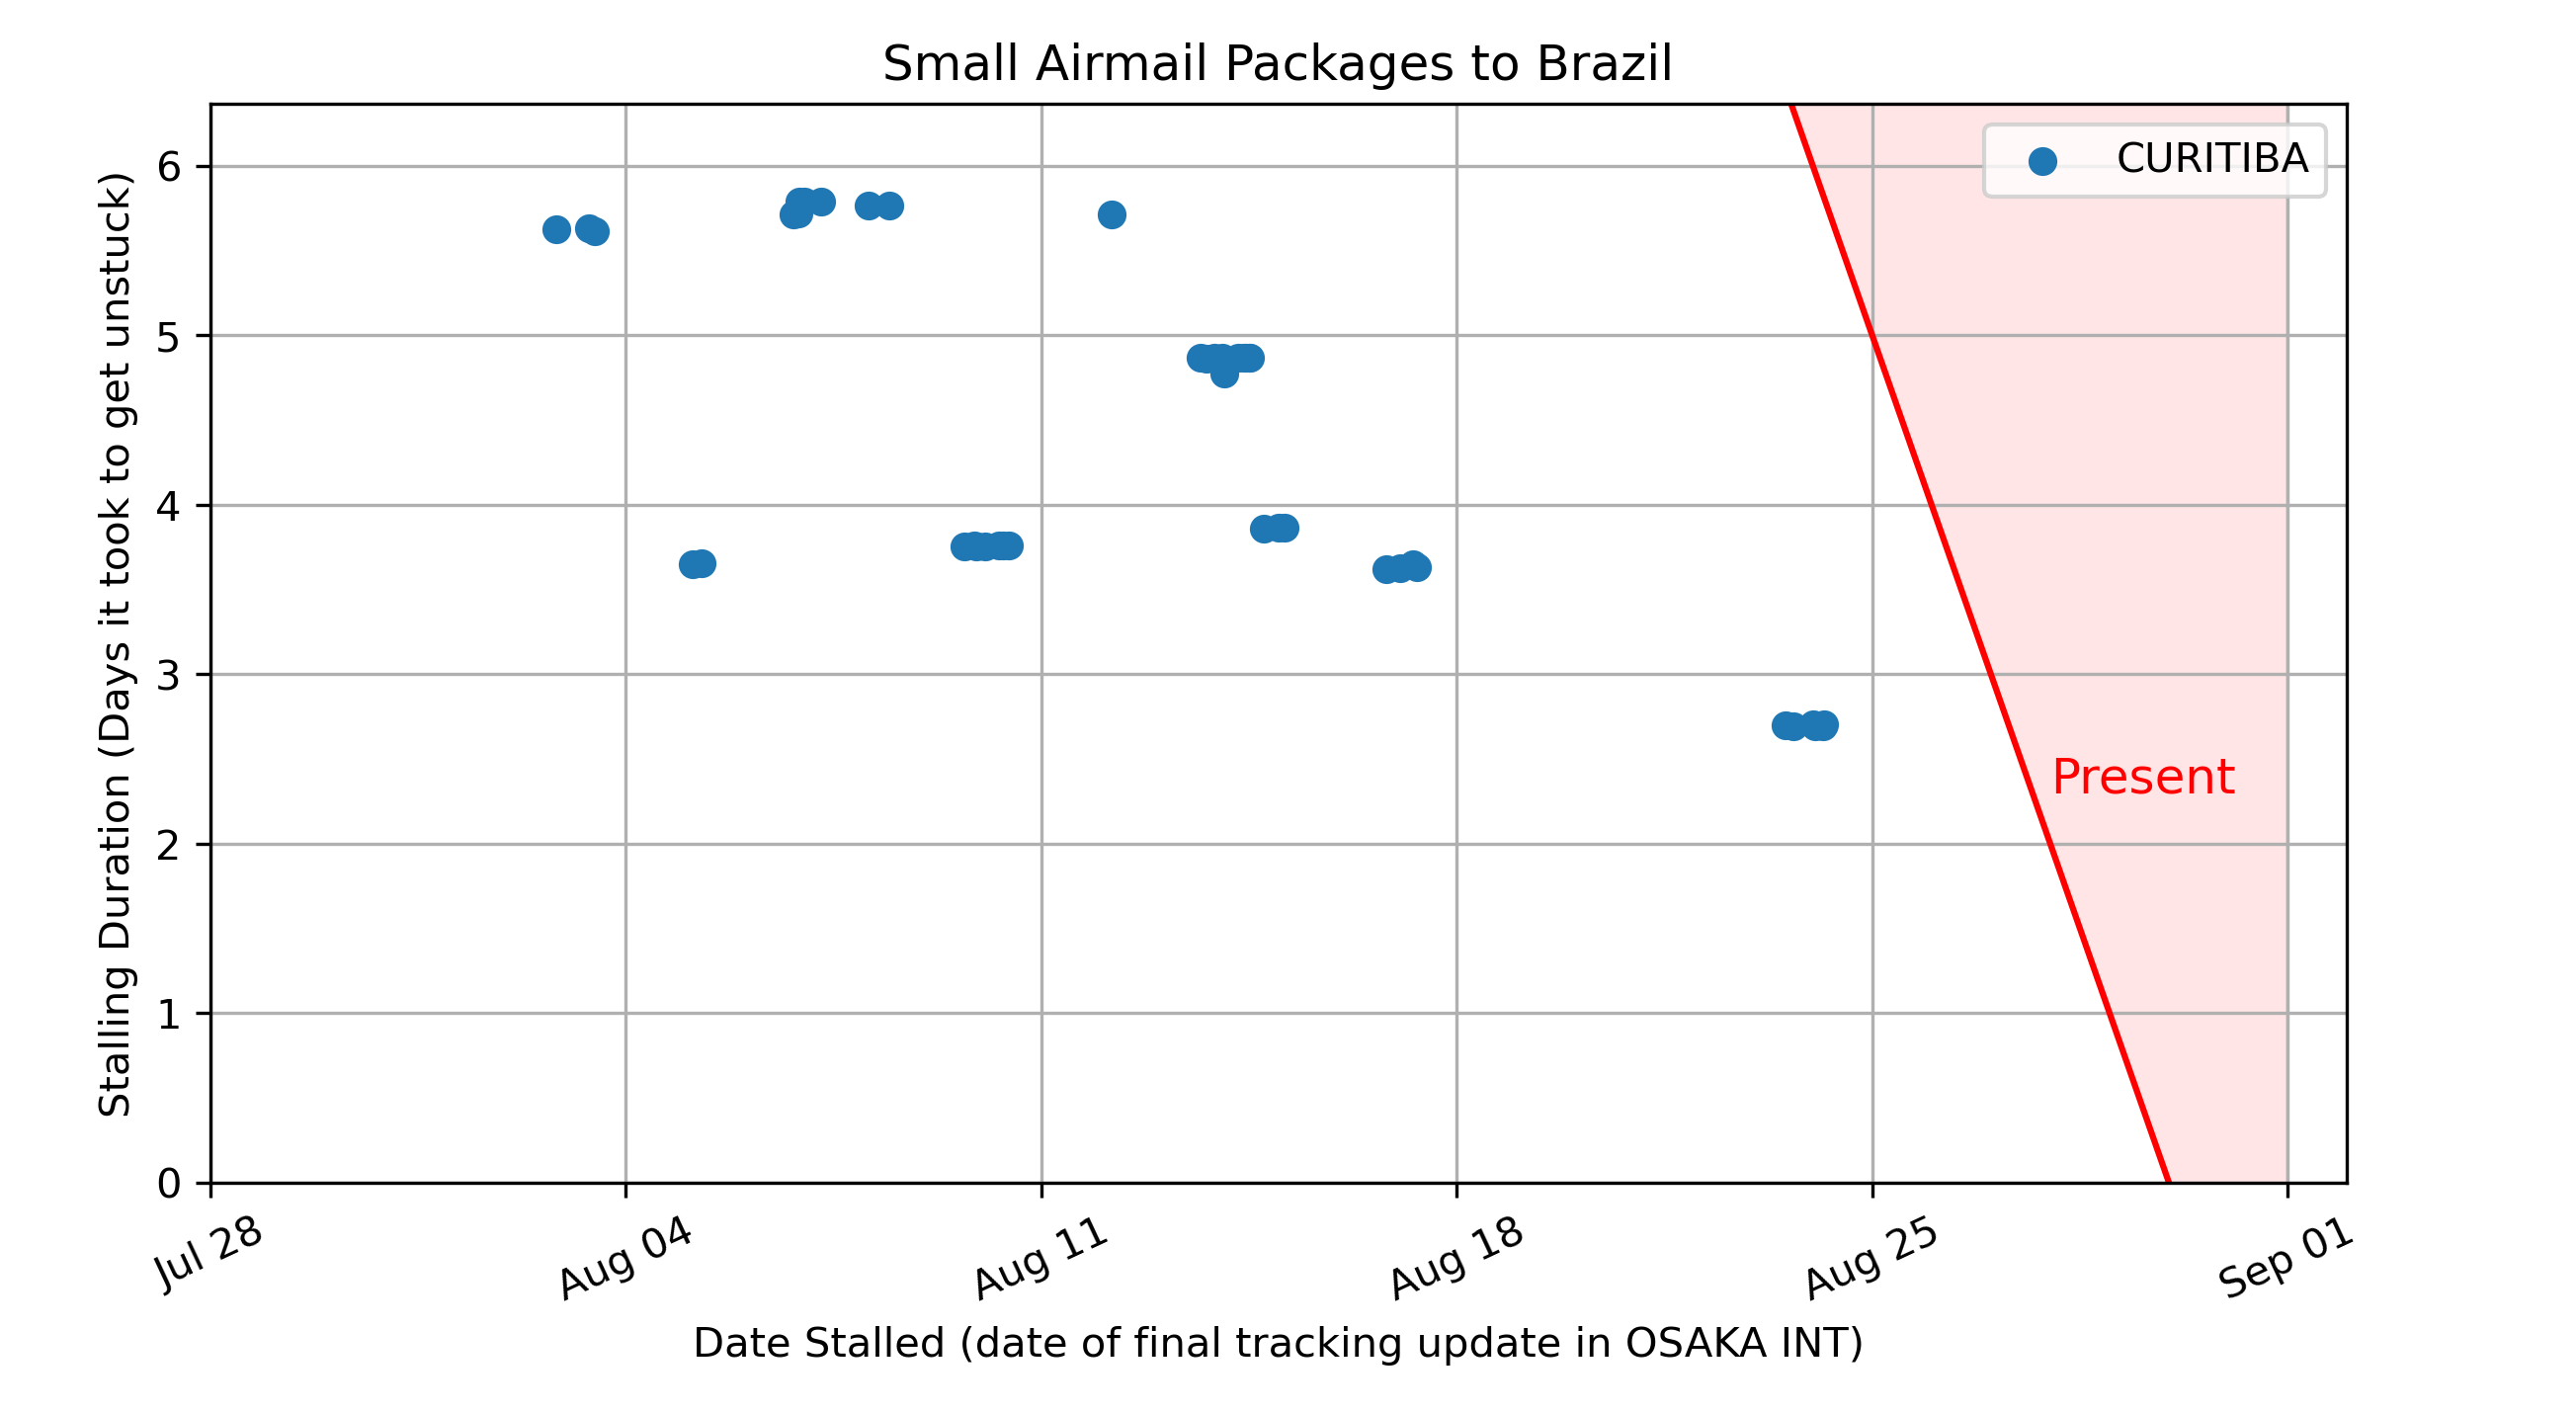 Small Airmail Packages to Brazil
CURITIBA
Stalling Duration (Days it took to get unstuck)
6
5
4
3
2
1
0
Present
Jul 28
Aug 04
Aug 11
Aug 18
Aug 25
Sep 01
Date Stalled (date of final tracking update in OSAKA INT)